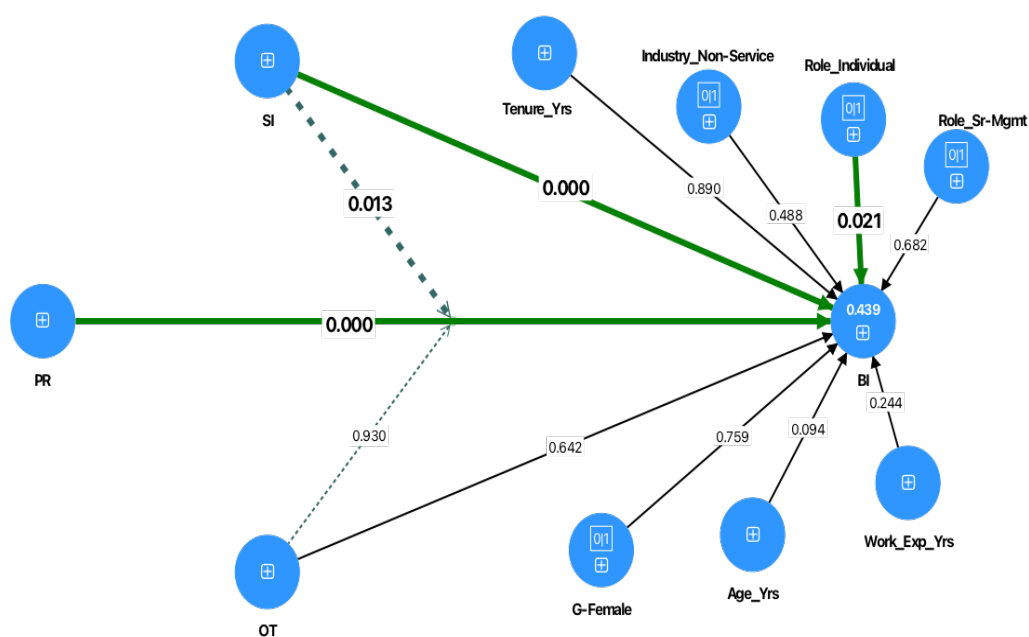 SI
Tenure_Yrs
Industry_Non-Service
0|1
Role_Individual
0|1
Role_Sr-Mgmt
0|1
0.013
0.000
0.890
0.488
0.021
0.682
PR
0.000
0.439
BI
0.930
0.642
0.759
0.094
0.244
OT
0|1
G-Female
Age_Yrs
Work_Exp_Yrs